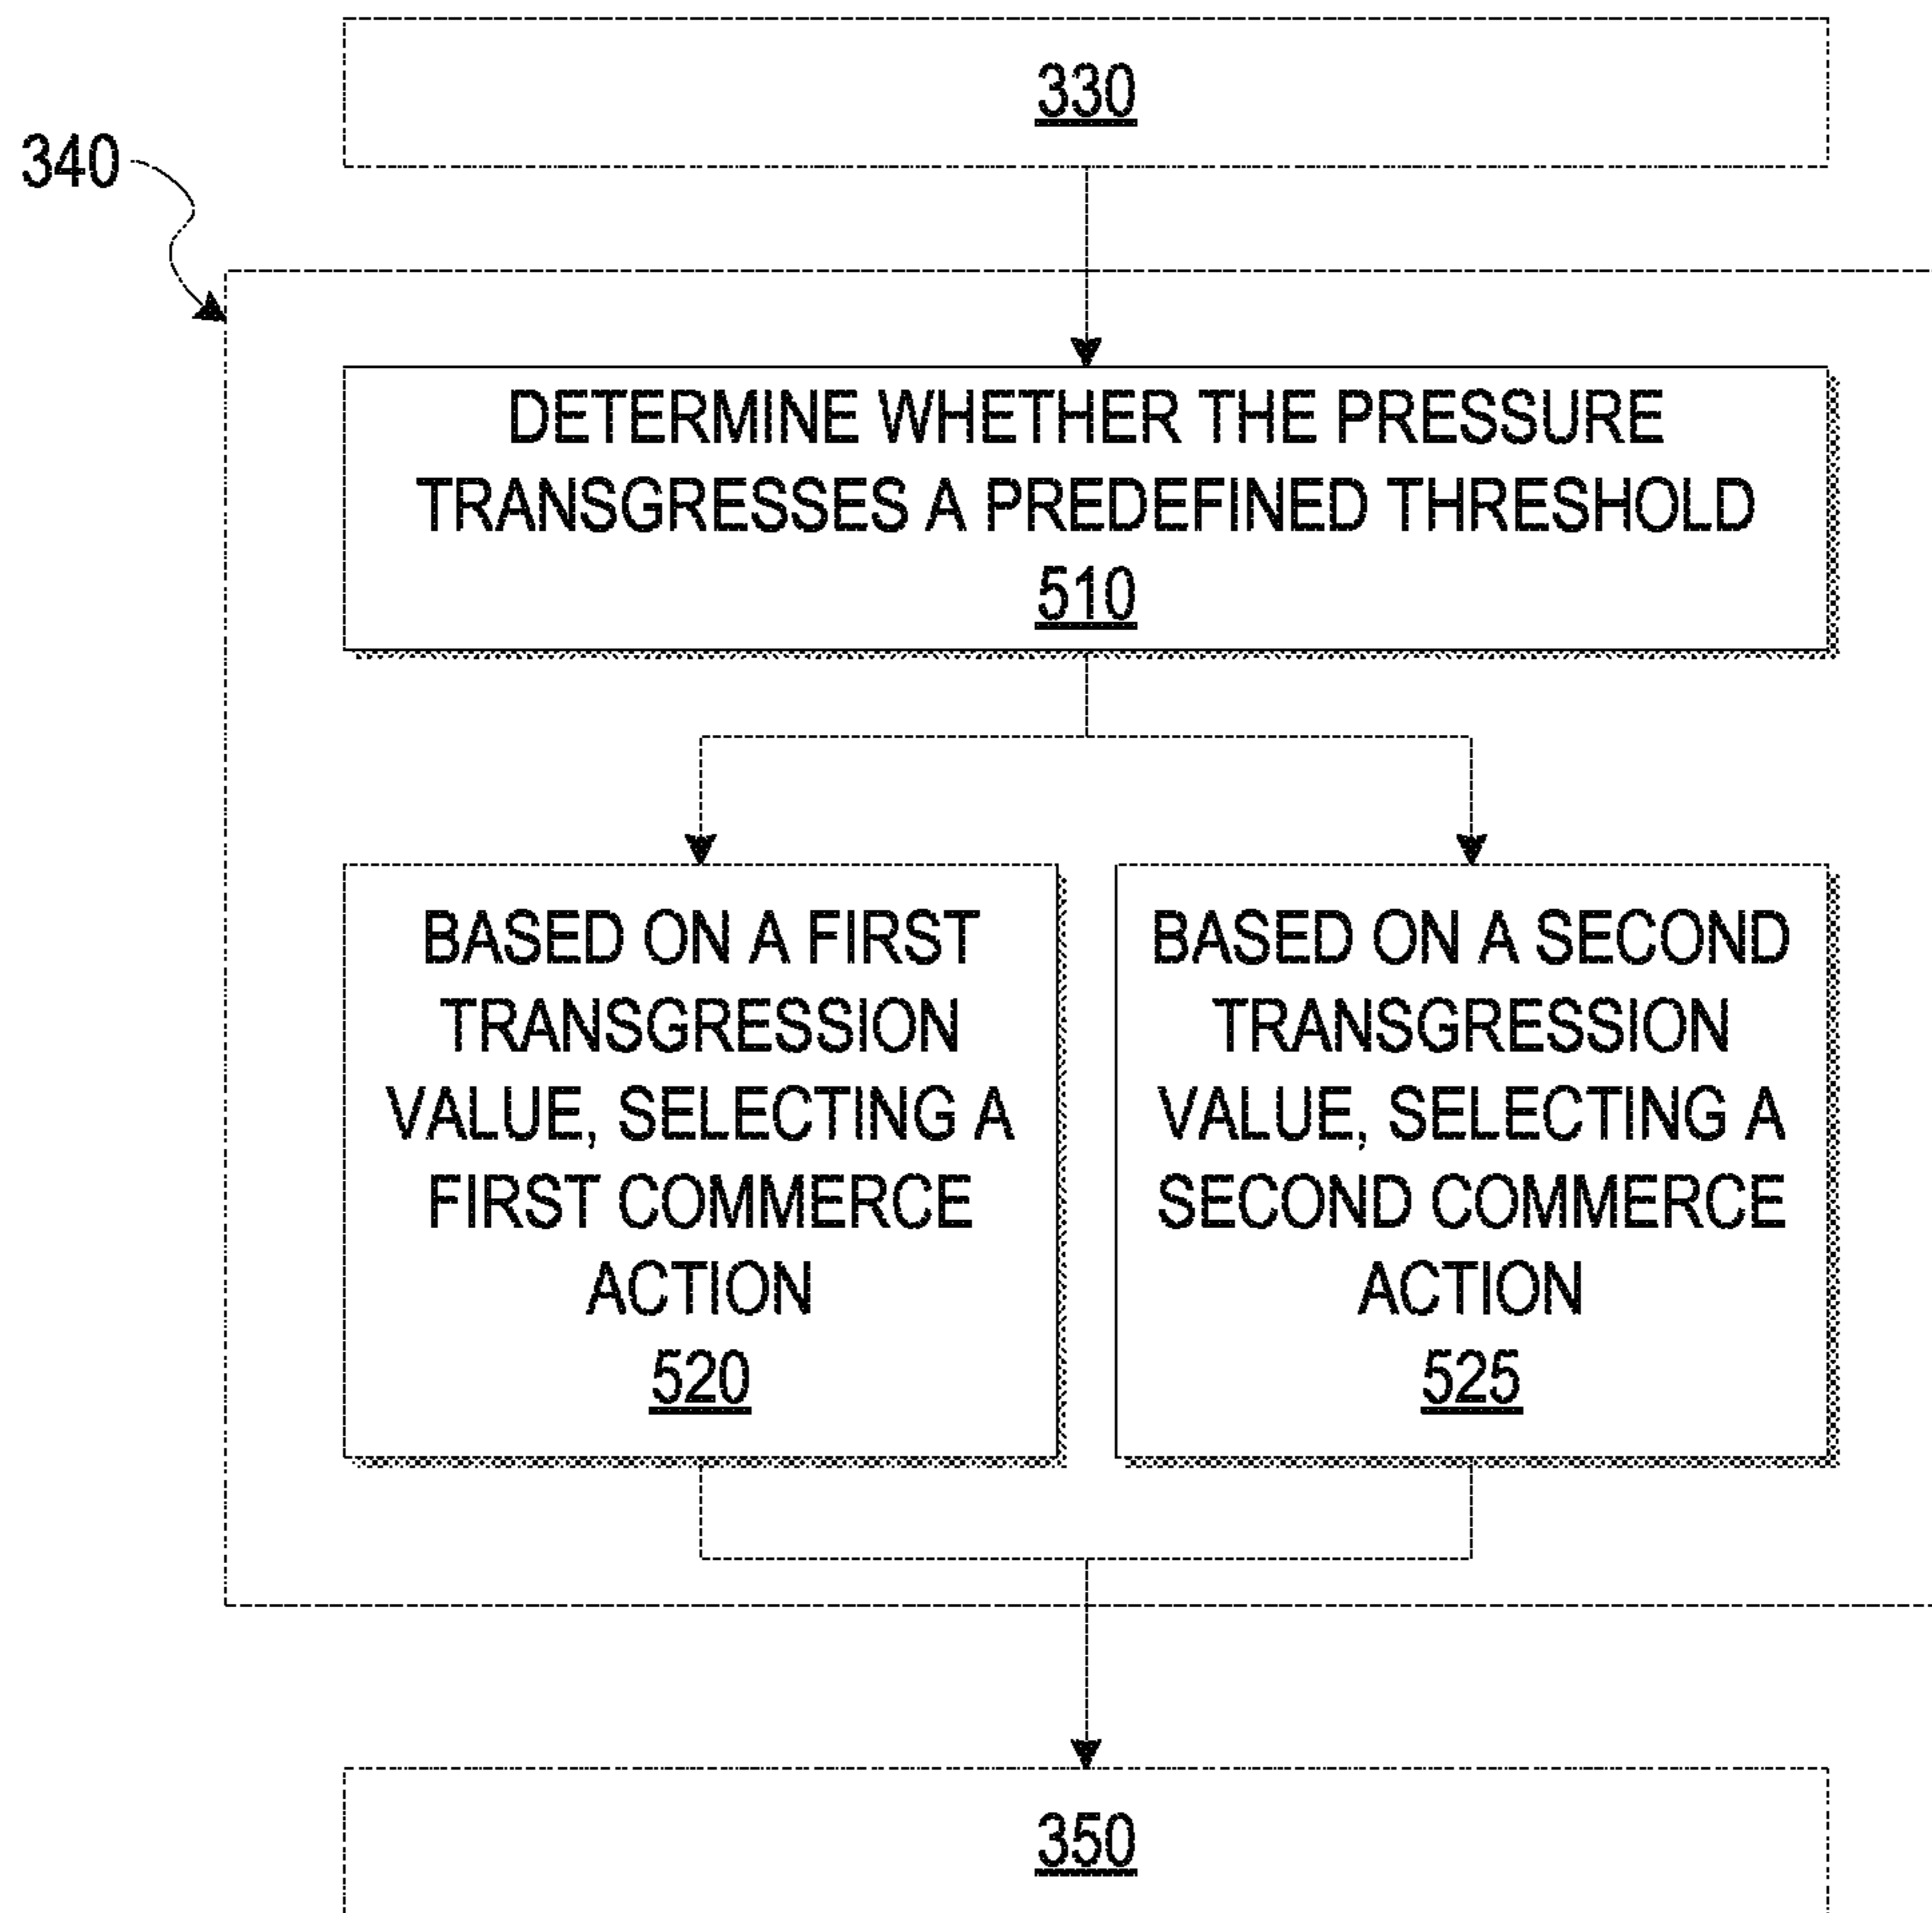 330
340
DETERMINE WHETHER THE PRESSURE
TRANSGRESSES A PREDEFINED THRESHOLD
510
BASED ON A FIRST
TRANSGRESSION
VALUE, SELECTING A
FIRST COMMERCE
ACTION
520
BASED ON A SECOND
TRANSGRESSION
VALUE, SELECTING A
SECOND COMMERCE
ACTION
525
350